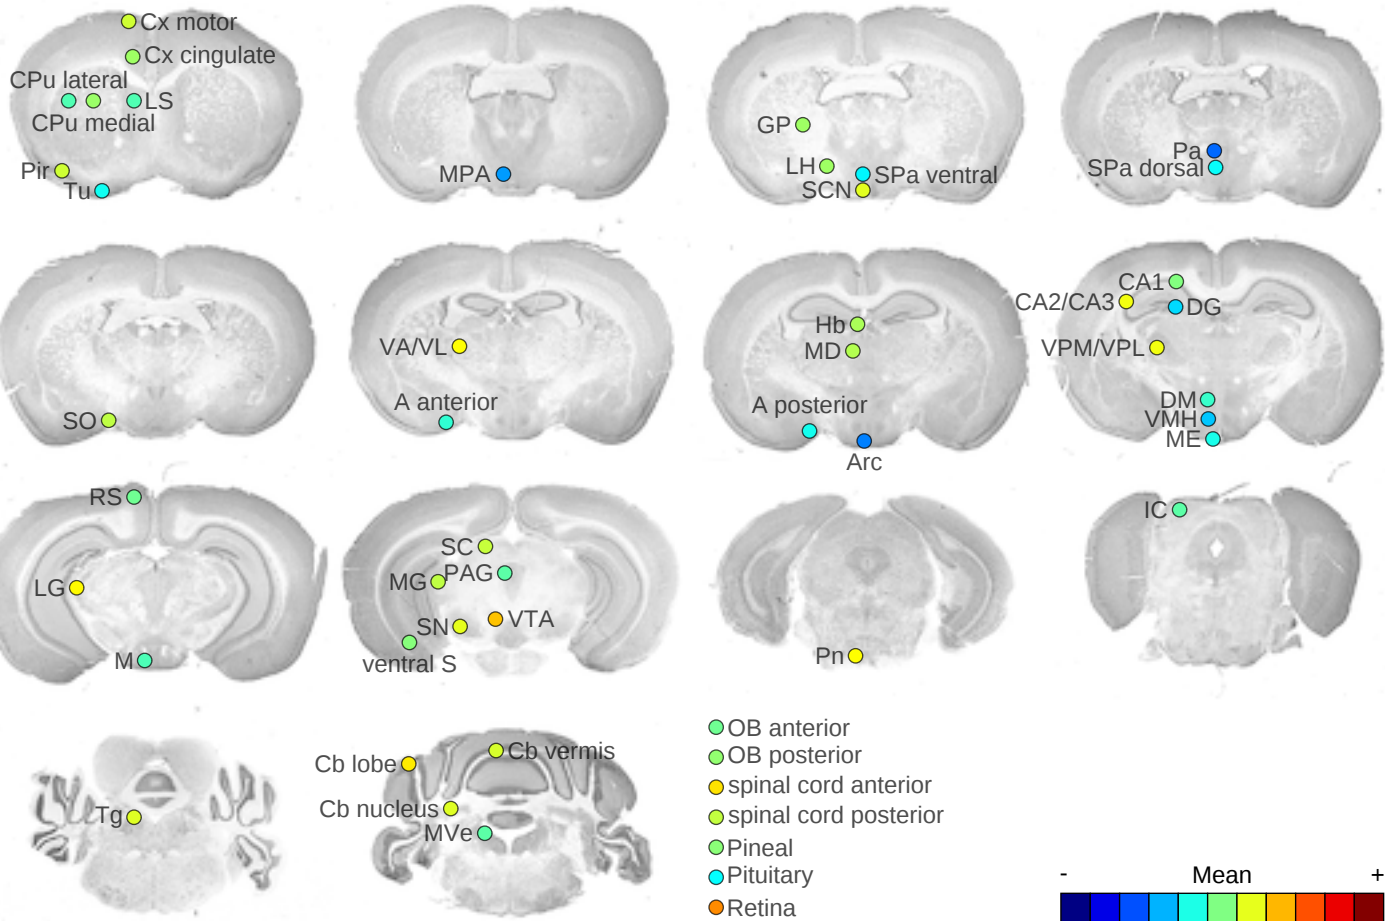 Cx motor
Cx cingulate
CPu lateral
LS
CPu medial
Pir
Tu
MPA
GP
LH
SPa ventral
SCN
Pa
SPa dorsal
SO
VA/VL
A anterior
Hb
MD
A posterior
Arc
CA1
CA2/CA3
DG
VPM/VPL
DM
VMH
ME
RS
LG
M
SC
PAG
MG
SN
VTA
ventral S
Pn
IC
Tg
Cb lobe
Cb vermis
Cb nucleus
MVe
OB anterior
OB posterior
spinal cord anterior
spinal cord posterior
Pineal
Pituitary
Retina
- Mean +